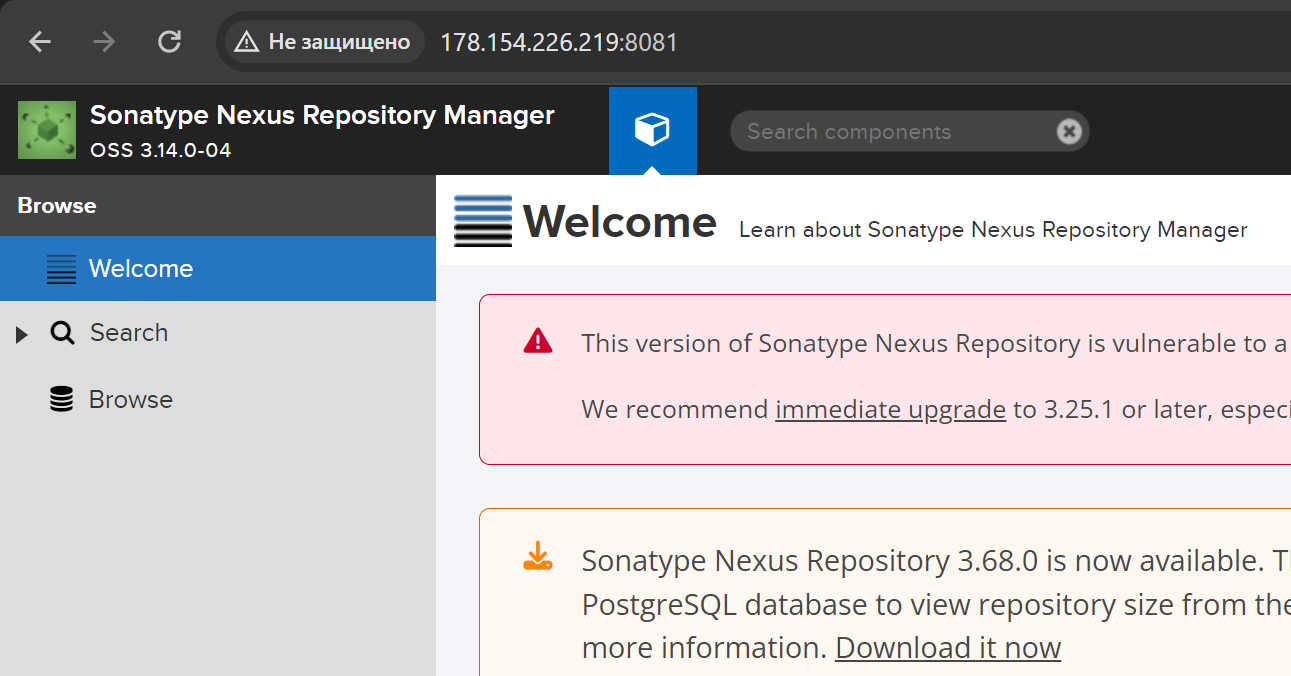 Не защищено 178.154.226.219:8081
Sonatype Nexus Repository Manager
OSS 3.14.0-04
Search components
Browse
Welcome
Search
Browse
Welcome Learn about Sonatype Nexus Repository Manager
This version of Sonatype Nexus Repository is vulnerable to a
We recommend immediate upgrade to 3.25.1 or later, especi
Sonatype Nexus Repository 3.68.0 is now available. T
PostgreSQL database to view repository size from the
more information. Download it now